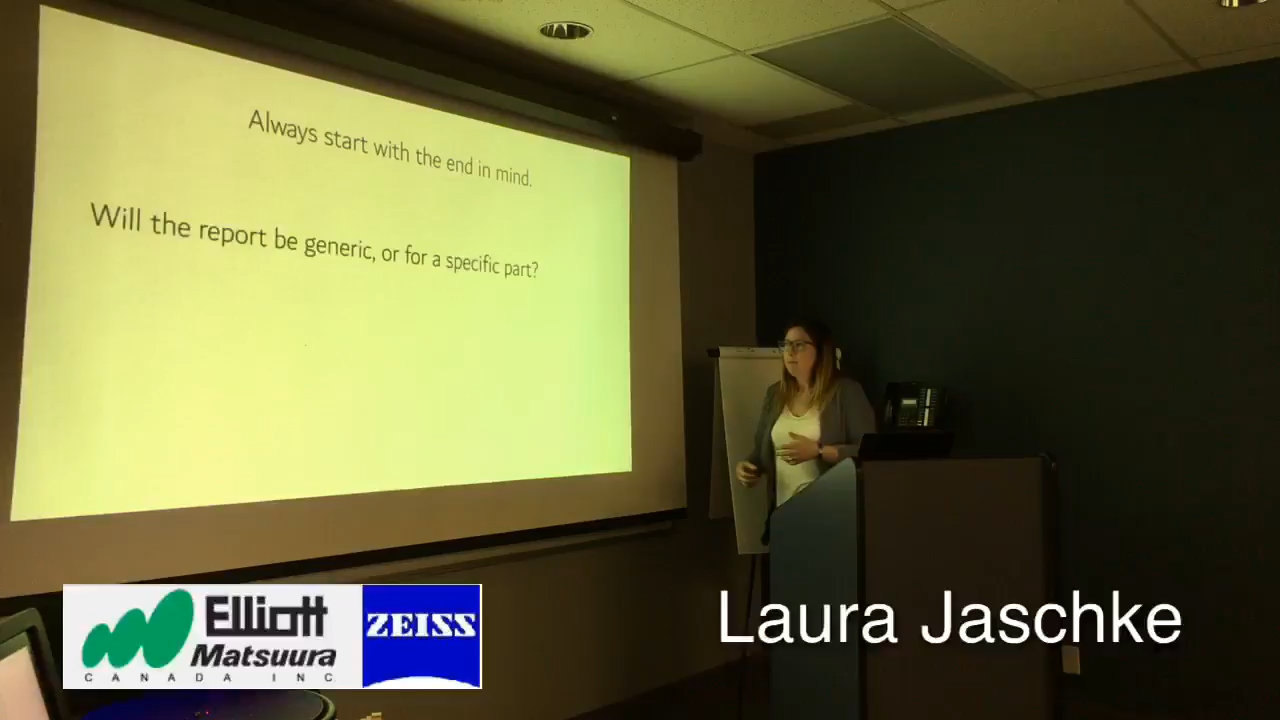 Always start with the end in mind.
Will the report be generic, or for a specific part?
Elliott
Matsuura
CANADA INC
ZEISS
Laura Jaschke